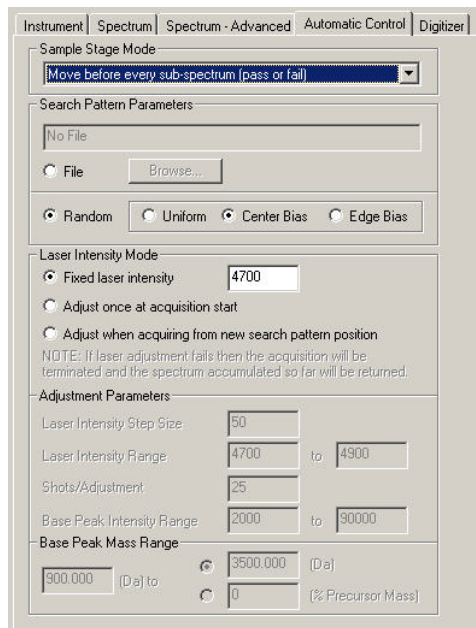 Instrument Spectrum Spectrum - Advanced Automatic Control Digitizer
Sample Stage Mode
Move before every sub-spectrum (pass or fail)
Search Pattern Parameters
No File
File Browse...
Random Uniform Center Bias Edge Bias
Laser Intensity Mode
Fixed laser intensity 4700
Adjust once at acquisition start
Adjust when acquiring from new search pattern position
NOTE: If laser adjustment fails then the acquisition will be
terminated and the spectrum accumulated so far will be returned.
Adjustment Parameters
Laser Intensity Step Size 50
Laser Intensity Range 4700 to 4900
Shots/Adjustment 25
Base Peak Intensity Range 2000 to 90000
Base Peak Mass Range
900.000 (Da) to 3500.000 (Da)
0 (% Precursor Mass)